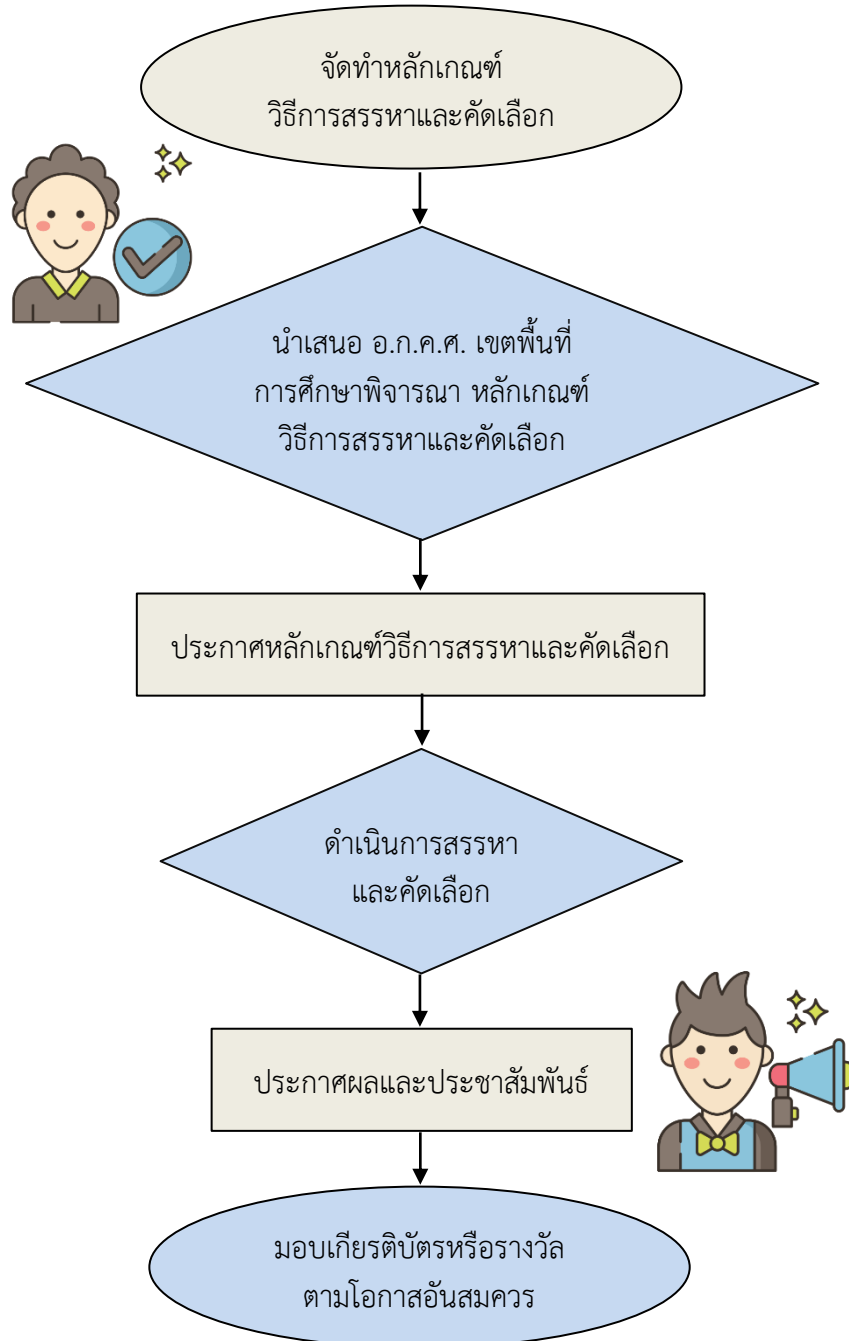 จัดทำหลักเกณฑ์
วิธีการสรรหาและคัดเลือก
นำเสนอ อ.ก.ค.ศ. เขตพื้นที่
การศึกษาพิจารณา หลักเกณฑ์
วิธีการสรรหาและคัดเลือก
ประกาศหลักเกณฑ์วิธีการสรรหาและคัดเลือก
ดำเนินการสรรหา
และคัดเลือก
ประกาศผลและประชาสัมพันธ์
มอบเกียรติบัตรหรือรางวัล
ตามโอกาสอันสมควร